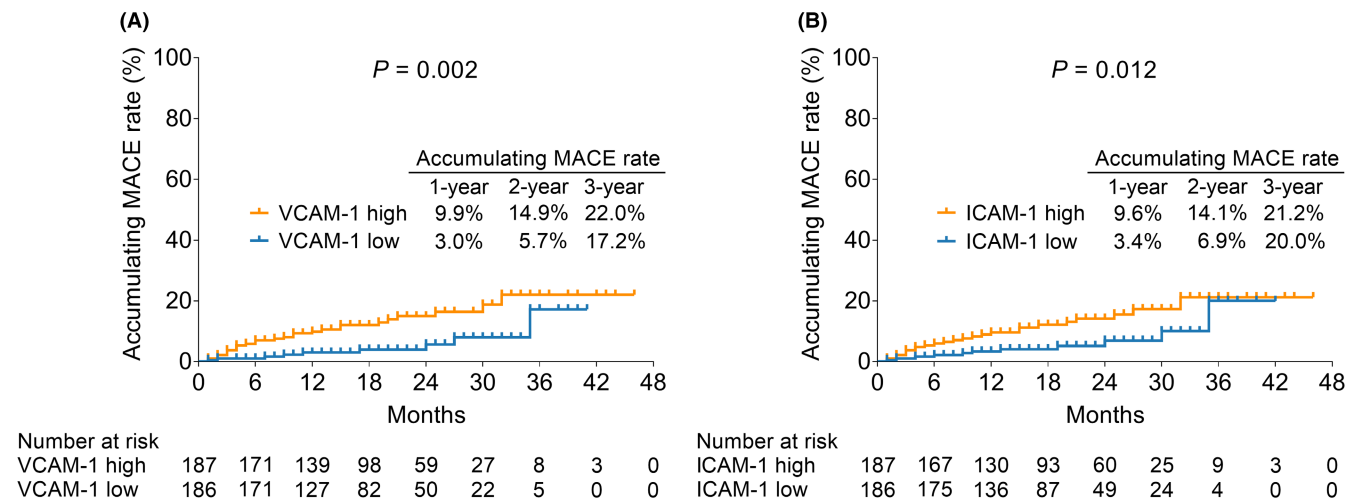 (A)
Accumulating MACE rate (%)
100
80
60
40
20
0
P = 0.002
Accumulating MACE rate
1-year 2-year 3-year
VCAM-1 high 9.9% 14.9% 22.0%
VCAM-1 low 3.0% 5.7% 17.2%
0 6 12 18 24 30 36 42 48
Months
Number at risk
VCAM-1 high 187 171 139 98 59 27 8 3 0
VCAM-1 low 186 171 127 82 50 22 5 0 0
(B)
Accumulating MACE rate (%)
100
80
60
40
20
0
P = 0.012
Accumulating MACE rate
1-year 2-year 3-year
ICAM-1 high 9.6% 14.1% 21.2%
ICAM-1 low 3.4% 6.9% 20.0%
0 6 12 18 24 30 36 42 48
Months
Number at risk
ICAM-1 high 187 167 130 93 60 25 9 3 0
ICAM-1 low 186 175 136 87 49 24 4 0 0